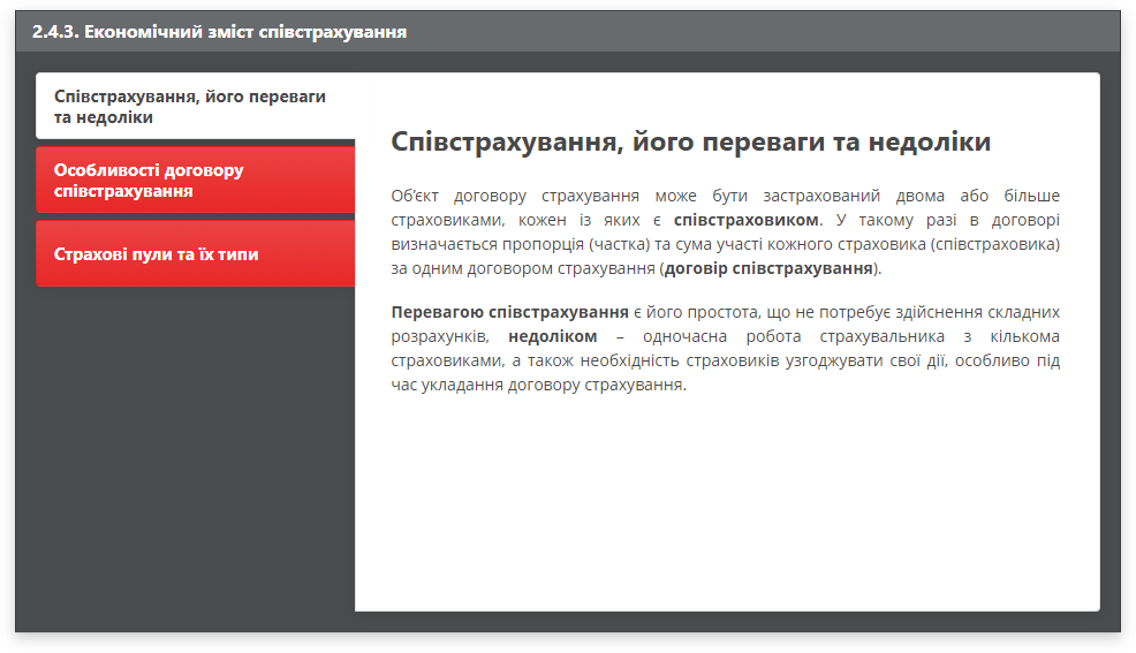 2.4.3. Економічний зміст співстрахування
Співстрахування, його переваги
та недоліки
Особливості договору
співстрахування
Страхові пули та їх типи
Співстрахування, його переваги та недоліки
Об’єкт договору страхування може бути застрахований двома або більше
страховиками, кожен із яких є співстраховиком. У такому разі в договорі
визначається пропорція (частка) та сума участі кожного страховика (співстраховика)
за одним договором страхування (договір співстрахування).
Перевагою співстрахування є його простота, що не потребує здійснення складних
розрахунків, недоліком – одночасна робота страхувальника з кількома
страховиками, а також необхідність страховиків узгоджувати свої дії, особливо під
час укладання договору страхування.